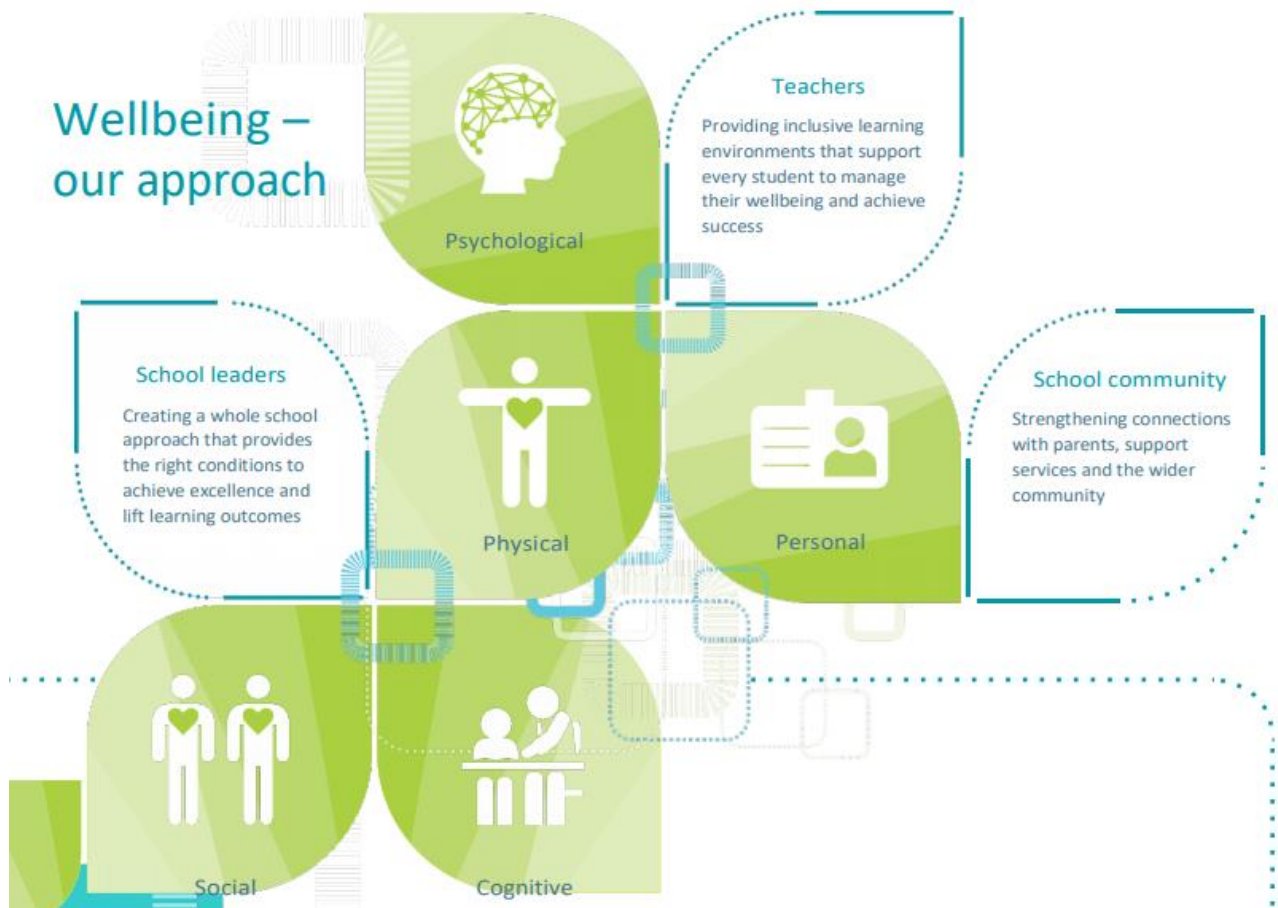 Wellbeing –
our approach
Psychological
Teachers
Providing inclusive learning
environments that support
every student to manage
their wellbeing and achieve
success
School leaders
Creating a whole school
approach that provides
the right conditions to
achieve excellence and
lift learning outcomes
Physical
Personal
School community
Strengthening connections
with parents, support
services and the wider
community
Social
Cognitive